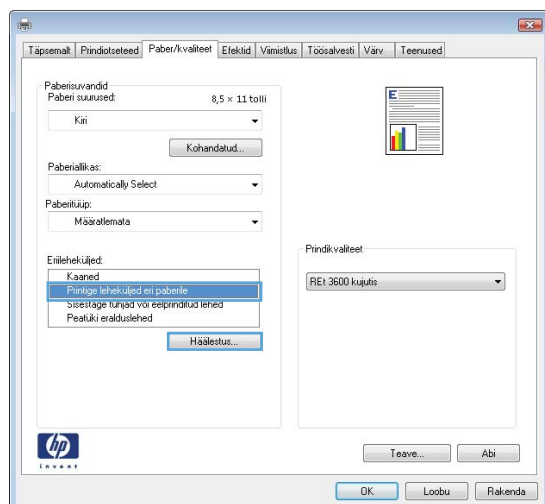 Täpsemalt Prindiotseteed Paber/kvaliteet Efektid Viimistlus Töösalvesti Värv Teenused
Paberisuvandid
Paberi suurused: 8,5 × 11 tolli
Kiri
Kohandatud...
Paberiallikas:
Automatically Select
Paberitüüp:
Määratlemata
Eriileheküljed:
Kaaned
Printige leheküljed eri paberile
Sisestage tühjad või eelprinditud lehed
Peatüki eralduslehed
Häälestus...
Prindikvaliteet
REt 3600 kujutis
E
hp
invent
Teave... Abi
OK Loobu Rakenda